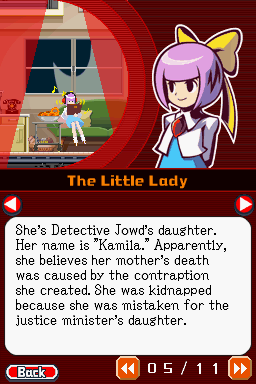 The Little Lady
She's Detective Jowd's daughter.
Her name is "Kamila." Apparently,
she believes her mother's death
was caused by the contraption
she created. She was kidnapped
because she was mistaken for the
justice minister's daughter.
Back
05/11